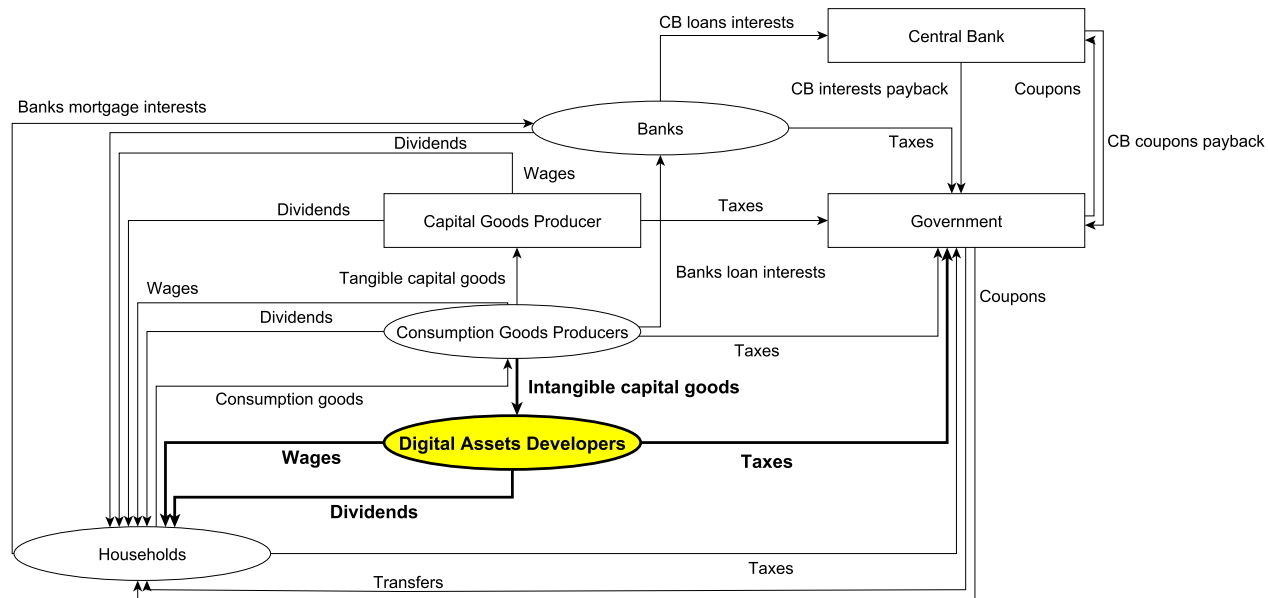 CB loans interests
Central Bank
CB interests payback
Coupons
Banks mortgage interests
Banks
CB coupons payback
Dividends
Taxes
Wages
Dividends
Capital Goods Producer
Taxes
Government
Tangible capital goods
Banks loan interests
Wages
Coupons
Dividends
Consumption Goods Producers
Taxes
Intangible capital goods
Consumption goods
Digital Assets Developers
Wages
Taxes
Dividends
Households
Taxes
Transfers